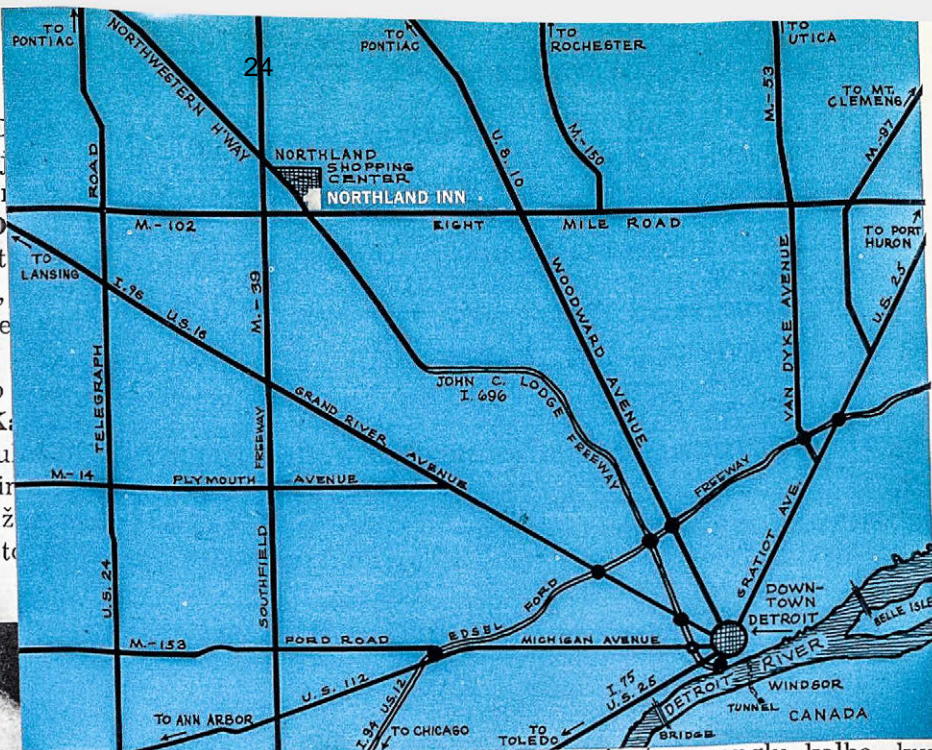 TO
PONTIAC
NORTHWESTERN H'WAY
24
TO
PONTIAC
TO
ROCHESTER
TO
UTICA
M.-53
TO MT.
CLEMENS
M.-97
ROAD
U.S. 10
M.-150
NORTHLAND
SHOPPING
CENTER
NORTHLAND INN
M.-102
EIGHT
MILE ROAD
TO PORT
HURON
TO
LANSING
I.96
U.S. 16
M.-39
WOODWARD AVENUE
VAN DYKE AVENUE
U.S. 25
TELEGRAPH
GRAND RIVER
AVENUE
JOHN C. LODGE
I. 696
FREEWAY
M.-14
PLYMOUTH
AVENUE
FREEWAY
FREEWAY
GRATIOT AVE.
U.S. 24
SOUTHFIELD
EDSEL
FORD
DOWN-
TOWN
DETROIT
BELLE ISLE
M.-153
FORD ROAD
MICHIGAN AVENUE
U.S. 112
U.S. 12
I.94
I. 75
U.S. 25
DETROIT RIVER
WINDSOR
TUNNEL
CANADA
TO ANN ARBOR
TO CHICAGO
TO
TOLEDO
BRIDGE